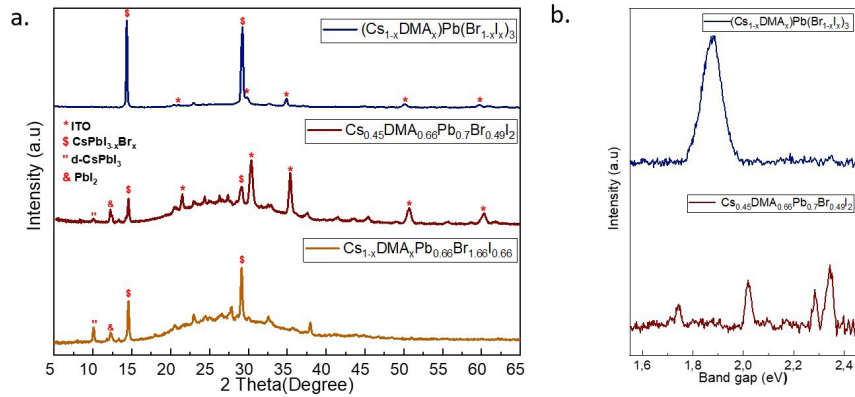 a.
Intensity (a.u)
$
$
(Cs₁₋ₓDMAₓ)Pb(Br₁₋ₓIₓ)₃
*
*
*
*
*
* ITO
$ CsPbI₃₋ₓBrₓ
" d-CsPbI₃
& PbI₂
Cs₀.₄₅DMA₀.₆₆Pb₀.₇Br₀.₄₉I₂
"
&
$
*
$
*
*
*
*
Cs₁₋ₓDMAₓPb₀.₆₆Br₁.₆₆I₀.₆₆
"
&
$
$
5 10 15 20 25 30 35 40 45 50 55 60 65
2 Theta(Degree)
b.
Intensity (a.u)
(Cs₁₋ₓDMAₓ)Pb(Br₁₋ₓIₓ)₃
Cs₀.₄₅DMA₀.₆₆Pb₀.₇Br₀.₄₉I₂
1,6 1,8 2,0 2,2 2,4
Band gap (eV)